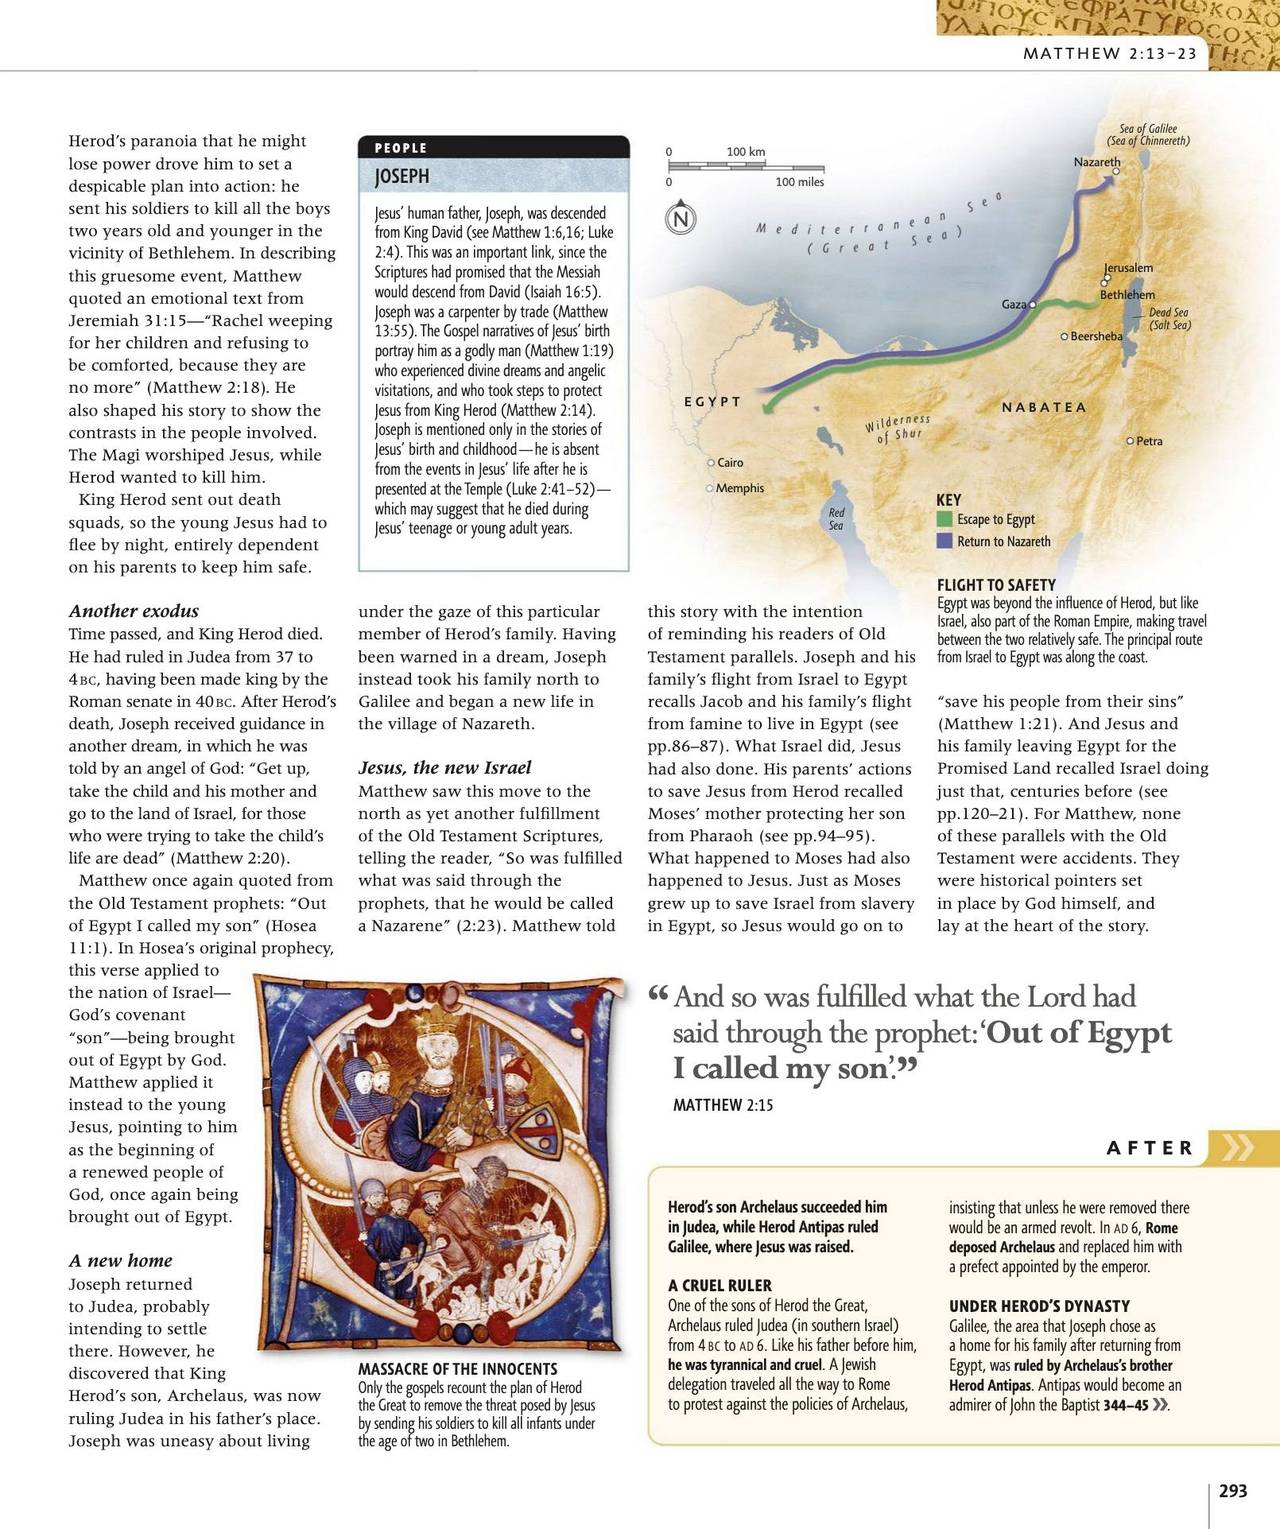 MATTHEW 2:13–23
Herod’s paranoia that he might
lose power drove him to set a
despicable plan into action: he
sent his soldiers to kill all the boys
two years old and younger in the
vicinity of Bethlehem. In describing
this gruesome event, Matthew
quoted an emotional text from
Jeremiah 31:15—“Rachel weeping
for her children and refusing to
be comforted, because they are
no more” (Matthew 2:18). He
also shaped his story to show the
contrasts in the people involved.
The Magi worshiped Jesus, while
Herod wanted to kill him.
King Herod sent out death
squads, so the young Jesus had to
flee by night, entirely dependent
on his parents to keep him safe.
Another exodus
Time passed, and King Herod died.
He had ruled in Judea from 37 to
4 BC, having been made king by the
Roman senate in 40 BC. After Herod’s
death, Joseph received guidance in
another dream, in which he was
told by an angel of God: “Get up,
take the child and his mother and
go to the land of Israel, for those
who were trying to take the child’s
life are dead” (Matthew 2:20).
Matthew once again quoted from
the Old Testament prophets: “Out
of Egypt I called my son” (Hosea
11:1). In Hosea’s original prophecy,
this verse applied to
the nation of Israel—
God’s covenant
“son”—being brought
out of Egypt by God.
Matthew applied it
instead to the young
Jesus, pointing to him
as the beginning of
a renewed people of
God, once again being
brought out of Egypt.
A new home
Joseph returned
to Judea, probably
intending to settle
there. However, he
discovered that King
Herod’s son, Archelaus, was now
ruling Judea in his father’s place.
Joseph was uneasy about living
PEOPLE
JOSEPH
Jesus’ human father, Joseph, was descended
from King David (see Matthew 1:6,16; Luke
2:4). This was an important link, since the
Scriptures had promised that the Messiah
would descend from David (Isaiah 16:5).
Joseph was a carpenter by trade (Matthew
13:55). The Gospel narratives of Jesus’ birth
portray him as a godly man (Matthew 1:19)
who experienced divine dreams and angelic
visitations, and who took steps to protect
Jesus from King Herod (Matthew 2:14).
Joseph is mentioned only in the stories of
Jesus’ birth and childhood—he is absent
from the events in Jesus’ life after he is
presented at the Temple (Luke 2:41–52)—
which may suggest that he died during
Jesus’ teenage or young adult years.
under the gaze of this particular
member of Herod’s family. Having
been warned in a dream, Joseph
instead took his family north to
Galilee and began a new life in
the village of Nazareth.
Jesus, the new Israel
Matthew saw this move to the
north as yet another fulfillment
of the Old Testament Scriptures,
telling the reader, “So was fulfilled
what was said through the
prophets, that he would be called
a Nazarene” (2:23). Matthew told
MASSACRE OF THE INNOCENTS
Only the gospels recount the plan of Herod
the Great to remove the threat posed by Jesus
by sending his soldiers to kill all infants under
the age of two in Bethlehem.
0 100 km
0 100 miles
N
Mediterranean Sea
(Great Sea)
Sea of Galilee
(Sea of Chinnereth)
Nazareth
Jerusalem
Bethlehem
Gaza
Dead Sea
(Salt Sea)
Beersheba
EGYPT
NABATEA
Wilderness
of Shur
Petra
Cairo
Memphis
Red
Sea
KEY
Escape to Egypt
Return to Nazareth
FLIGHT TO SAFETY
Egypt was beyond the influence of Herod, but like
Israel, also part of the Roman Empire, making travel
between the two relatively safe. The principal route
from Israel to Egypt was along the coast.
this story with the intention
of reminding his readers of Old
Testament parallels. Joseph and his
family’s flight from Israel to Egypt
recalls Jacob and his family’s flight
from famine to live in Egypt (see
pp.86–87). What Israel did, Jesus
had also done. His parents’ actions
to save Jesus from Herod recalled
Moses’ mother protecting her son
from Pharaoh (see pp.94–95).
What happened to Moses had also
happened to Jesus. Just as Moses
grew up to save Israel from slavery
in Egypt, so Jesus would go on to
“save his people from their sins”
(Matthew 1:21). And Jesus and
his family leaving Egypt for the
Promised Land recalled Israel doing
just that, centuries before (see
pp.120–21). For Matthew, none
of these parallels with the Old
Testament were accidents. They
were historical pointers set
in place by God himself, and
lay at the heart of the story.
“And so was fulfilled what the Lord had
said through the prophet: ‘Out of Egypt
I called my son’.”
MATTHEW 2:15
AFTER
Herod’s son Archelaus succeeded him
in Judea, while Herod Antipas ruled
Galilee, where Jesus was raised.
A CRUEL RULER
One of the sons of Herod the Great,
Archelaus ruled Judea (in southern Israel)
from 4 BC to AD 6. Like his father before him,
he was tyrannical and cruel. A Jewish
delegation traveled all the way to Rome
to protest against the policies of Archelaus,
insisting that unless he were removed there
would be an armed revolt. In AD 6, Rome
deposed Archelaus and replaced him with
a prefect appointed by the emperor.
UNDER HEROD’S DYNASTY
Galilee, the area that Joseph chose as
a home for his family after returning from
Egypt, was ruled by Archelaus’s brother
Herod Antipas. Antipas would become an
admirer of John the Baptist 344–45 ».
293